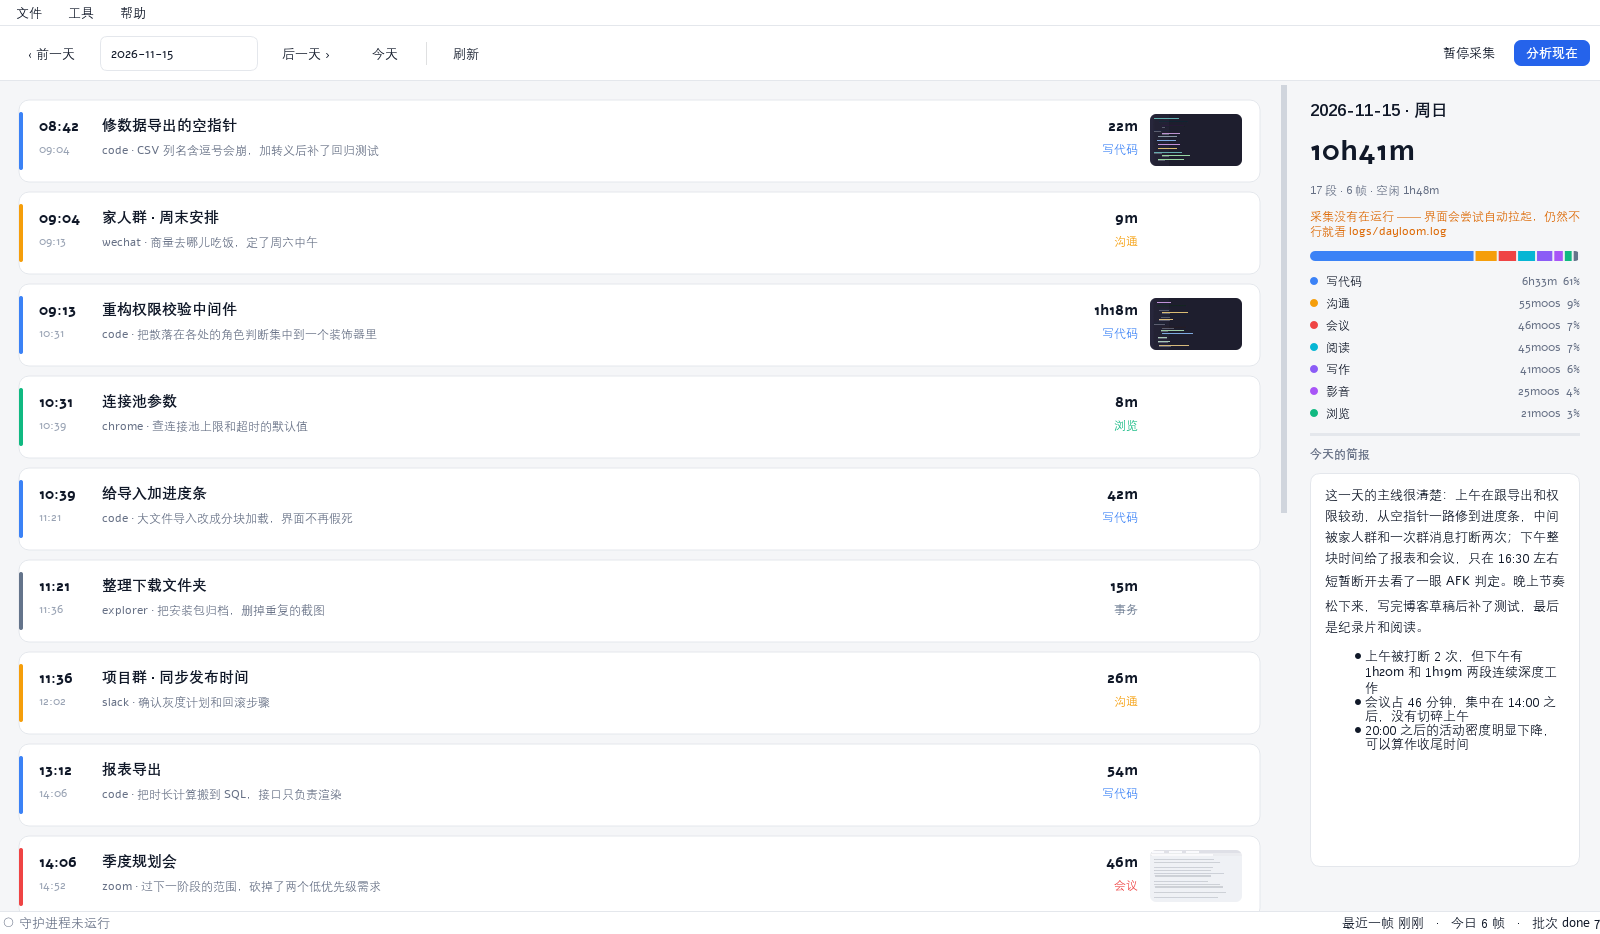 文件 工具 帮助
‹ 前一天 2026-11-15 后一天 › 今天 刷新 暂停采集 分析现在
08:42 修数据导出的空指针 22m
09:04 code · CSV 列名含逗号会崩，加转义后补了回归测试 写代码
09:04 家人群 · 周末安排 9m
09:13 wechat · 商量去哪儿吃饭，定了周六中午 沟通
09:13 重构权限校验中间件 1h18m
10:31 code · 把散落在各处的角色判断集中到一个装饰器里 写代码
10:31 连接池参数 8m
10:39 chrome · 查连接池上限和超时的默认值 浏览
10:39 给导入加进度条 42m
11:21 code · 大文件导入改成分块加载，界面不再假死 写代码
11:21 整理下载文件夹 15m
11:36 explorer · 把安装包归档，删掉重复的截图 事务
11:36 项目群 · 同步发布时间 26m
12:02 slack · 确认灰度计划和回滚步骤 沟通
13:12 报表导出 54m
14:06 code · 把时长计算搬到 SQL，接口只负责渲染 写代码
14:06 季度规划会 46m
14:52 zoom · 过下一阶段的范围，砍掉了两个低优先级需求 会议
2026-11-15 · 周日
10h41m
17 段 · 6 帧 · 空闲 1h48m
采集没有在运行 —— 界面会尝试自动拉起，仍然不
行就看 logs/dayloom.log
写代码 6h33m 61%
沟通 55m00s 9%
会议 46m00s 7%
阅读 45m00s 7%
写作 41m00s 6%
影音 25m00s 4%
浏览 21m00s 3%
今天的简报
这一天的主线很清楚：上午在跟导出和权
限较劲，从空指针一路修到进度条，中间
被家人群和一次群消息打断两次；下午整
块时间给了报表和会议，只在 16:30 左右
短暂断开去看了一眼 AFK 判定。晚上节奏
松下来，写完博客草稿后补了测试，最后
是纪录片和阅读。
● 上午被打断 2 次，但下午有
1h20m 和 1h19m 两段连续深度工
作
● 会议占 46 分钟，集中在 14:00 之
后，没有切碎上午
● 20:00 之后的活动密度明显下降，
可以算作收尾时间
守护进程未运行 最近一帧 刚刚 · 今日 6 帧 · 批次 done 7